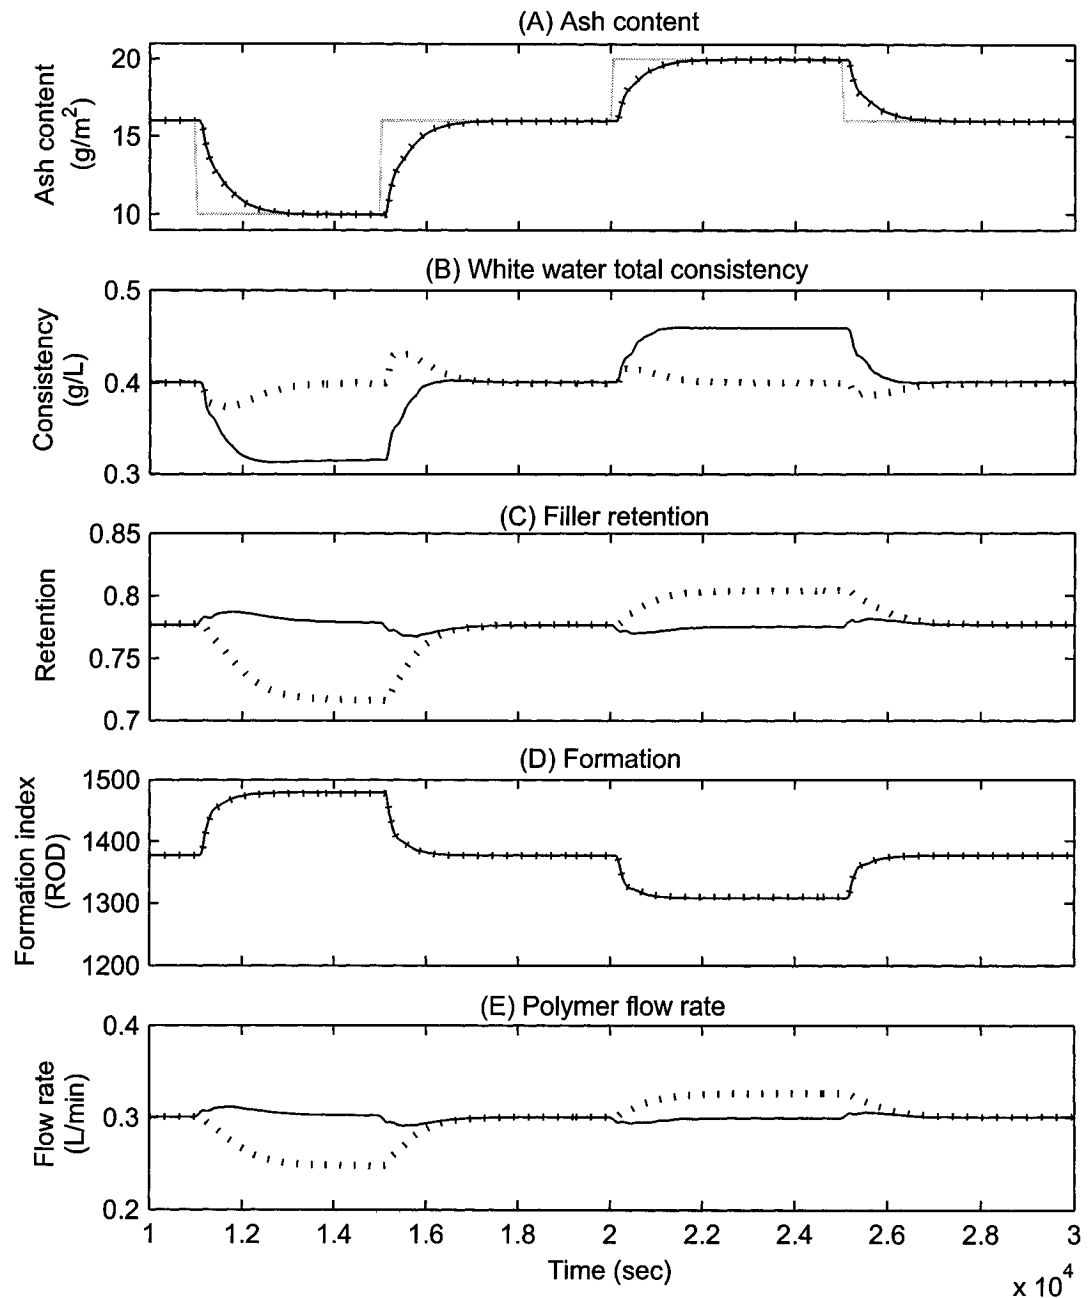 (A) Ash content
Ash content
(g/m²)
20
15
10
(B) White water total consistency
Consistency
(g/L)
0.5
0.4
0.3
(C) Filler retention
Retention
0.85
0.8
0.75
0.7
(D) Formation
Formation index
(ROD)
1500
1400
1300
1200
(E) Polymer flow rate
Flow rate
(L/min)
0.4
0.3
0.2
1 1.2 1.4 1.6 1.8 2 2.2 2.4 2.6 2.8 3
Time (sec)
x 10⁴